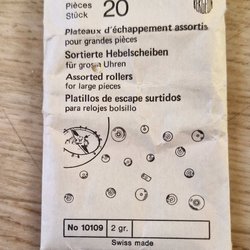 Pièces 20
Stück
Plateaux d'échappement assortis
pour grandes pièces
Sortierte Hebelscheiben
für grosse Uhren
Assorted rollers
for large pieces
Platillos de escape surtidos
para relojes bolsillo
No 10109 2 gr.
Swiss made